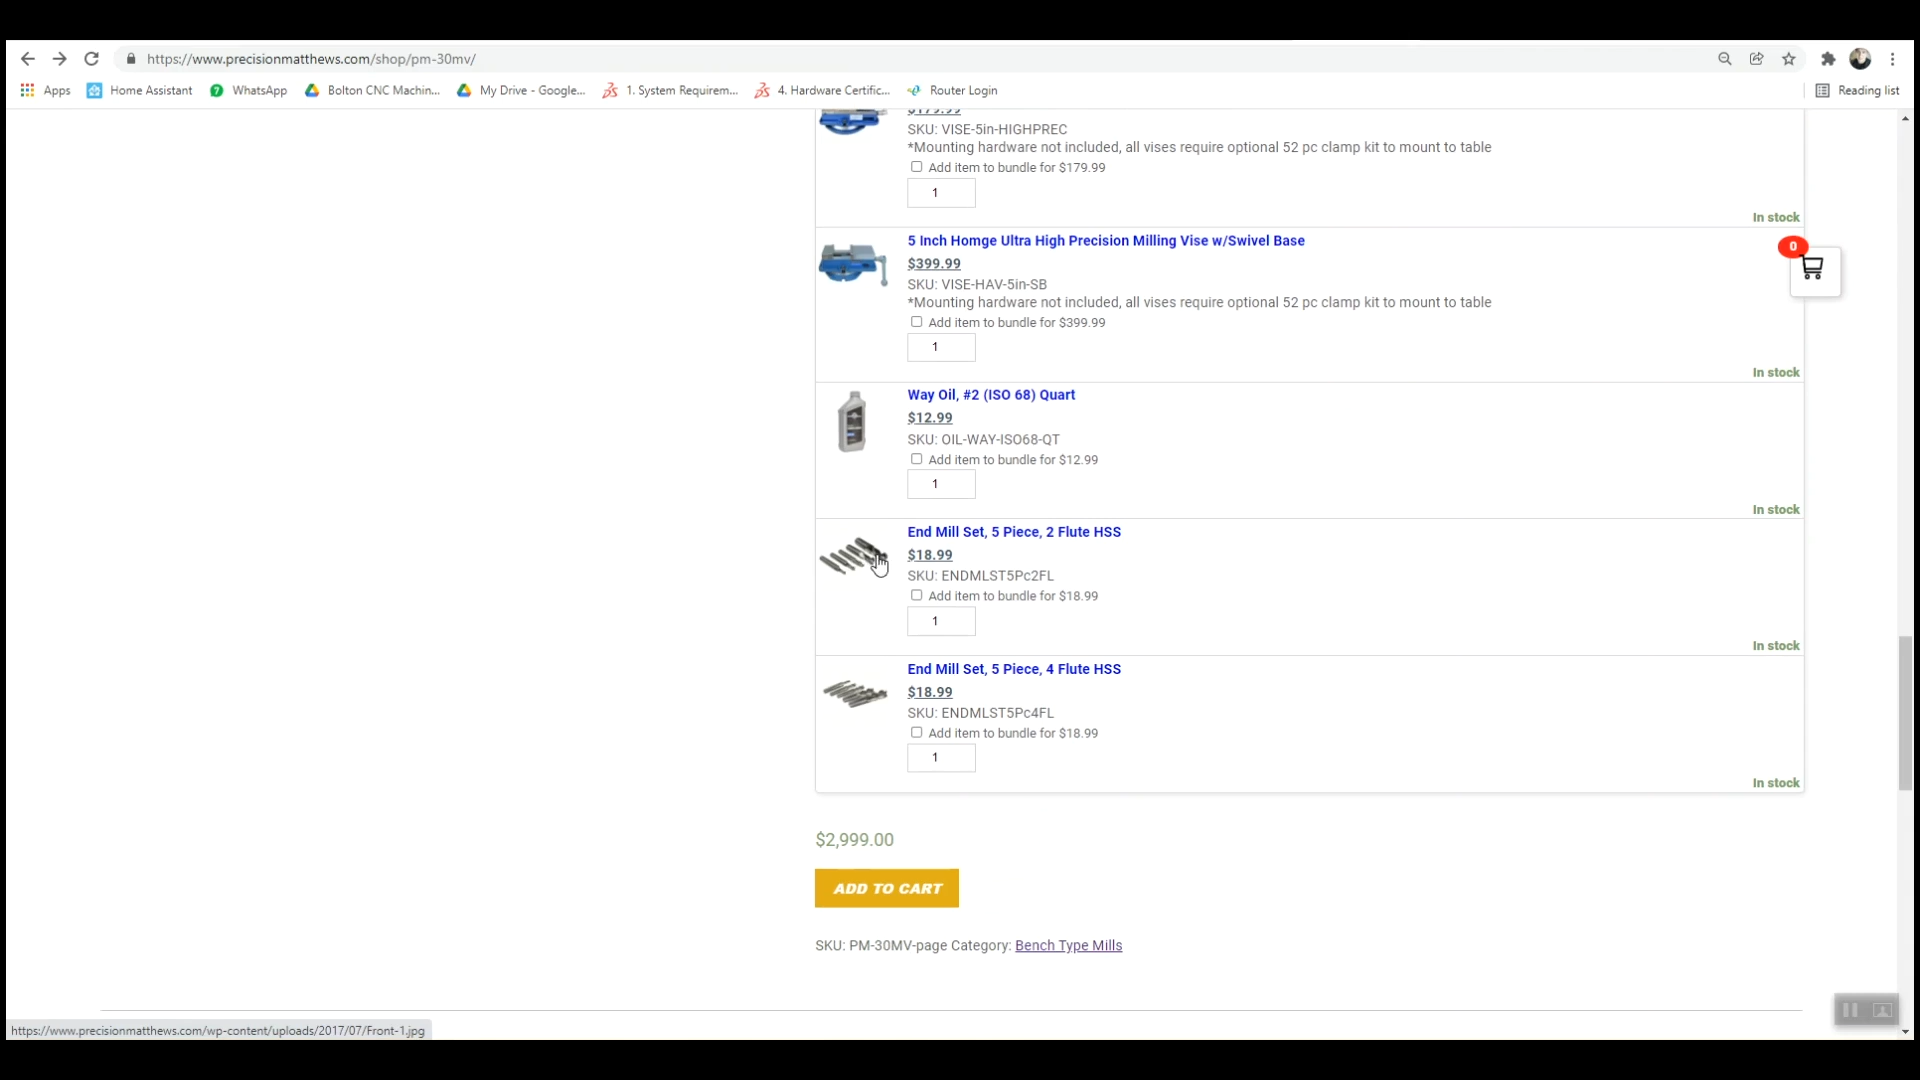 https://www.precisionmatthews.com/shop/pm-30mv/
Apps Home Assistant WhatsApp Bolton CNC Machin... My Drive - Google... 1. System Requirem... 4. Hardware Certific... Router Login Reading list
$179.99
SKU: VISE-5in-HIGHPREC
*Mounting hardware not included, all vises require optional 52 pc clamp kit to mount to table
Add item to bundle for $179.99
1
In stock
5 Inch Homge Ultra High Precision Milling Vise w/Swivel Base
$399.99
SKU: VISE-HAV-5in-SB
*Mounting hardware not included, all vises require optional 52 pc clamp kit to mount to table
Add item to bundle for $399.99
1
In stock
0
Way Oil, #2 (ISO 68) Quart
$12.99
SKU: OIL-WAY-ISO68-QT
Add item to bundle for $12.99
1
In stock
End Mill Set, 5 Piece, 2 Flute HSS
$18.99
SKU: ENDMLST5Pc2FL
Add item to bundle for $18.99
1
In stock
End Mill Set, 5 Piece, 4 Flute HSS
$18.99
SKU: ENDMLST5Pc4FL
Add item to bundle for $18.99
1
In stock
$2,999.00
ADD TO CART
SKU: PM-30MV-page Category: Bench Type Mills
https://www.precisionmatthews.com/wp-content/uploads/2017/07/Front-1.jpg